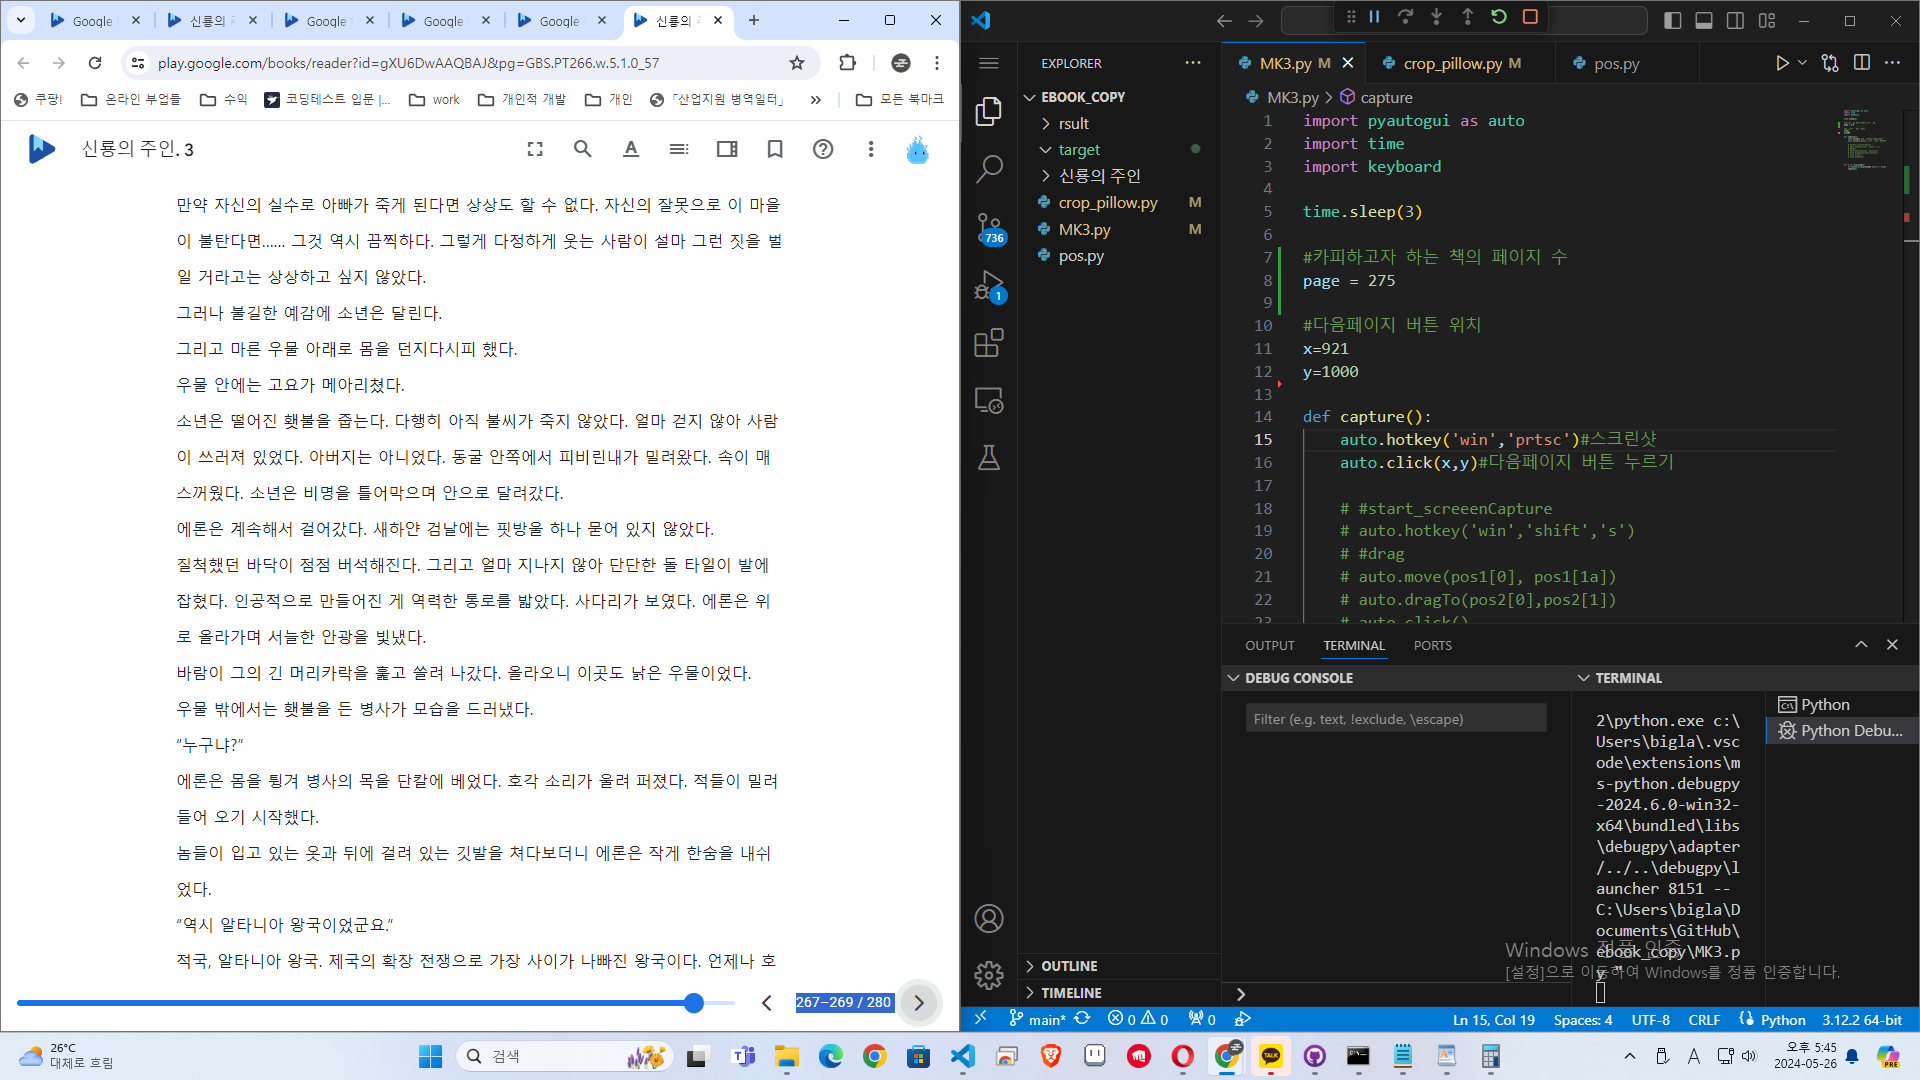 Google
신룡의 주
Google
Google
Google
신룡의 주
play.google.com/books/reader?id=gXU6DwAAQBAJ&pg=GBS.PT266.w.5.1.0_57
쿠팡!
온라인 부업들
수익
코딩테스트 입문 |...
work
개인적 개발
개인
「산업지원 병역일터」
»
모든 북마크
신룡의 주인. 3
만약 자신의 실수로 아빠가 죽게 된다면 상상도 할 수 없다. 자신의 잘못으로 이 마을
이 불탄다면…… 그것 역시 끔찍하다. 그렇게 다정하게 웃는 사람이 설마 그런 짓을 벌
일 거라고는 상상하고 싶지 않았다.
그러나 불길한 예감에 소년은 달린다.
그리고 마른 우물 아래로 몸을 던지다시피 했다.
우물 안에는 고요가 메아리쳤다.
소년은 떨어진 횃불을 줍는다. 다행히 아직 불씨가 죽지 않았다. 얼마 걷지 않아 사람
이 쓰러져 있었다. 아버지는 아니었다. 동굴 안쪽에서 피비린내가 밀려왔다. 속이 매
스꺼웠다. 소년은 비명을 틀어막으며 안으로 달려갔다.
에론은 계속해서 걸어갔다. 새하얀 검날에는 핏방울 하나 묻어 있지 않았다.
질척했던 바닥이 점점 버석해진다. 그리고 얼마 지나지 않아 단단한 돌 타일이 발에
잡혔다. 인공적으로 만들어진 게 역력한 통로를 밟았다. 사다리가 보였다. 에론은 위
로 올라가며 서늘한 안광을 빛냈다.
바람이 그의 긴 머리카락을 훑고 쓸려 나갔다. 올라오니 이곳도 낡은 우물이었다.
우물 밖에서는 횃불을 든 병사가 모습을 드러냈다.
“누구냐?”
에론은 몸을 튕겨 병사의 목을 단칼에 베었다. 호각 소리가 울려 퍼졌다. 적들이 밀려
들어 오기 시작했다.
놈들이 입고 있는 옷과 뒤에 걸려 있는 깃발을 쳐다보더니 에론은 작게 한숨을 내쉬
었다.
“역시 알타니아 왕국이었군요.”
적국, 알타니아 왕국. 제국의 확장 전쟁으로 가장 사이가 나빠진 왕국이다. 언제나 호
267–269 / 280
EXPLORER
EBOOK_COPY
rsult
target
신룡의 주인
crop_pillow.py M
MK3.py M
pos.py
736
1
OUTLINE
TIMELINE
MK3.py M
crop_pillow.py M
pos.py
MK3.py > capture
1 import pyautogui as auto
2 import time
3 import keyboard
4
5 time.sleep(3)
6
7 #카피하고자 하는 책의 페이지 수
8 page = 275
9
10 #다음페이지 버튼 위치
11 x=921
12 y=1000
13
14 def capture():
15 auto.hotkey('win','prtsc')#스크린샷
16 auto.click(x,y)#다음페이지 버튼 누르기
17
18 # #start_screeenCapture
19 # auto.hotkey('win','shift','s')
20 # #drag
21 # auto.move(pos1[0], pos1[1a])
22 # auto.dragTo(pos2[0],pos2[1])
23 # auto.click()
OUTPUT
TERMINAL
PORTS
DEBUG CONSOLE
Filter (e.g. text, !exclude, \escape)
TERMINAL
2\python.exe c:\
Users\bigla\.vsc
ode\extensions\m
s-python.debugpy
-2024.6.0-win32-
x64\bundled\libs
\debugpy\adapter
/../..\debugpy\l
auncher 8151 --
C:\Users\bigla\D
ocuments\GitHub\
ebook_copy\MK3.p
y "
Python
Python Debu...
Windows 정품 인증
[설정]으로 이동하여 Windows를 정품 인증합니다.
main*
0 0
0
Ln 15, Col 19
Spaces: 4
UTF-8
CRLF
Python
3.12.2 64-bit
26°C
대체로 흐림
검색
TALK
A
오후 5:45
2024-05-26
PRE